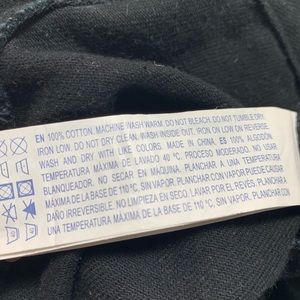 EN 100% COTTON. MACHINE WASH WARM. DO NOT BLEACH. DO NOT TUMBLE DRY.
IRON LOW. DO NOT DRY CLEAN. WASH INSIDE OUT. IRON ON LOW ON REVERSE.
WASH AND DRY WITH LIKE COLORS. MADE IN CHINA. ES 100% ALGODÓN.
TEMPERATURA MÁXIMA DE LAVADO 40 °C. PROCESO MODERADO. NO USAR
BLANQUEADOR. NO SECAR EN MÁQUINA. PLANCHAR A UNA TEMPERATURA
MÁXIMA DE LA BASE DE 110 °C, SIN VAPOR. PLANCHAR CON VAPOR PUEDE CAUSAR
DAÑO IRREVERSIBLE. NO LIMPIEZA EN SECO. LAVAR POR EL REVÉS. PLANCHAR A
UNA TEMPERATURA MÁXIMA DE LA BASE DE 110 °C, SIN VAPOR. PLANCHAR CON